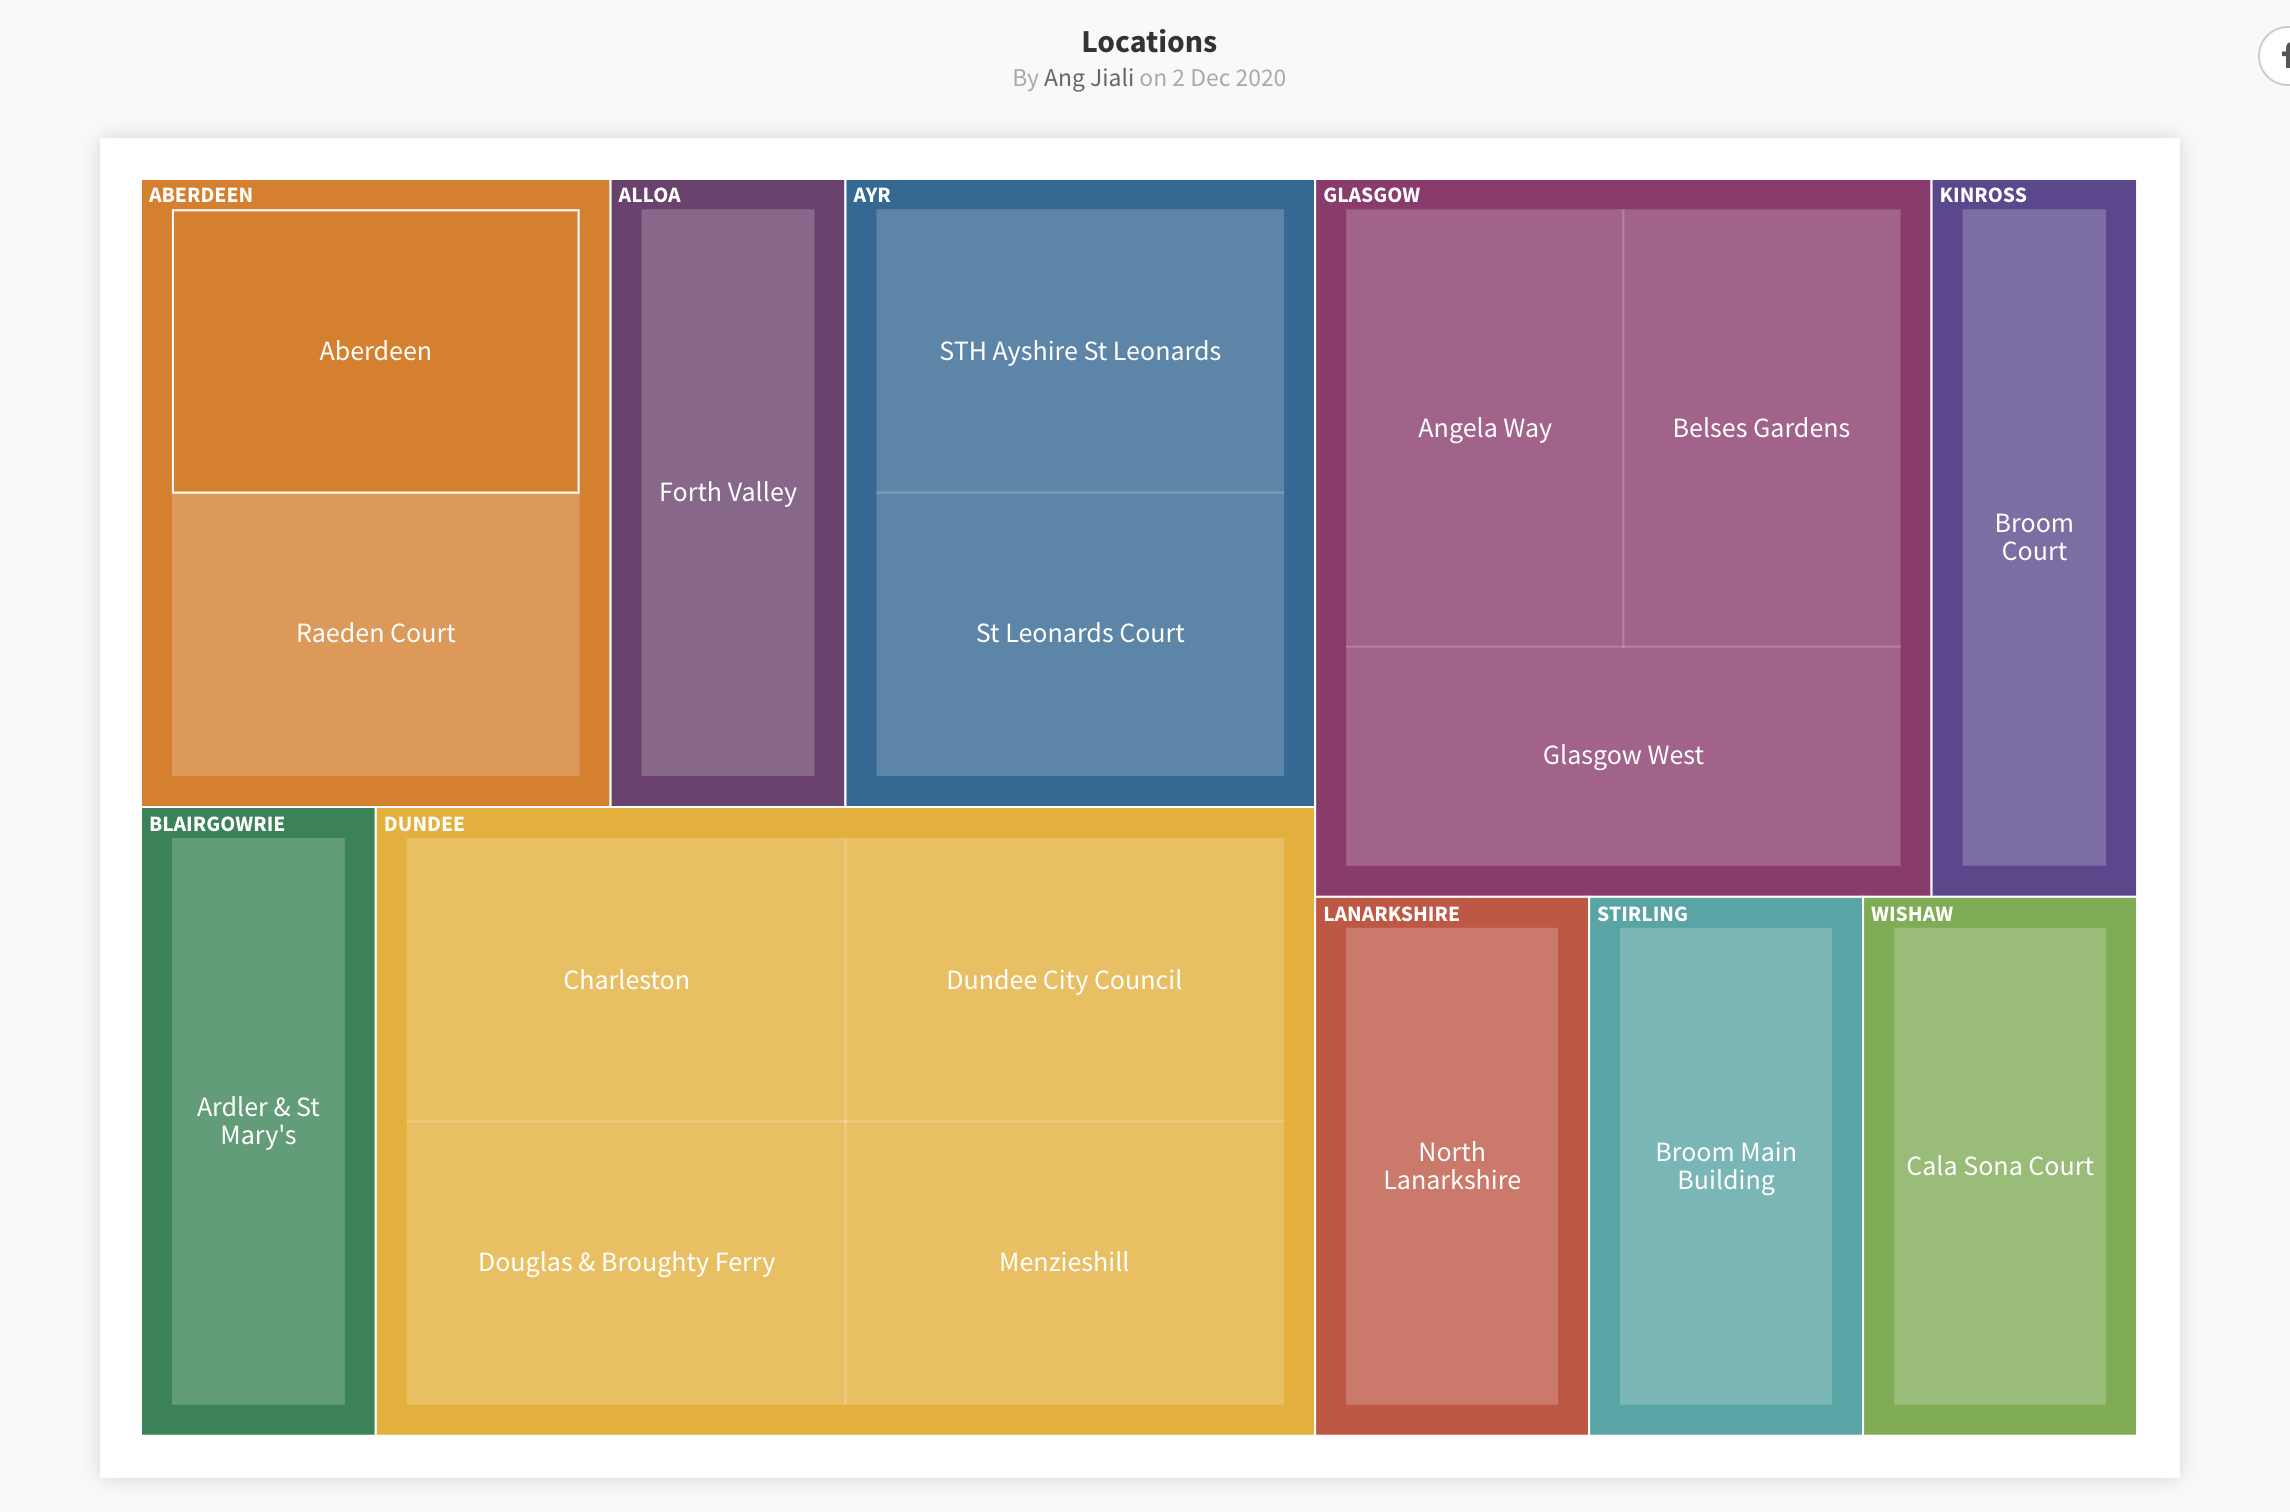 Locations
By Ang Jiali on 2 Dec 2020
ABERDEEN
Aberdeen
Raeden Court
ALLOA
Forth Valley
AYR
STH Ayshire St Leonards
St Leonards Court
GLASGOW
Angela Way
Belses Gardens
Glasgow West
KINROSS
Broom
Court
BLAIRGOWRIE
Ardler & St
Mary's
DUNDEE
Charleston
Dundee City Council
Douglas & Broughty Ferry
Menzieshill
LANARKSHIRE
North
Lanarkshire
STIRLING
Broom Main
Building
WISHAW
Cala Sona Court